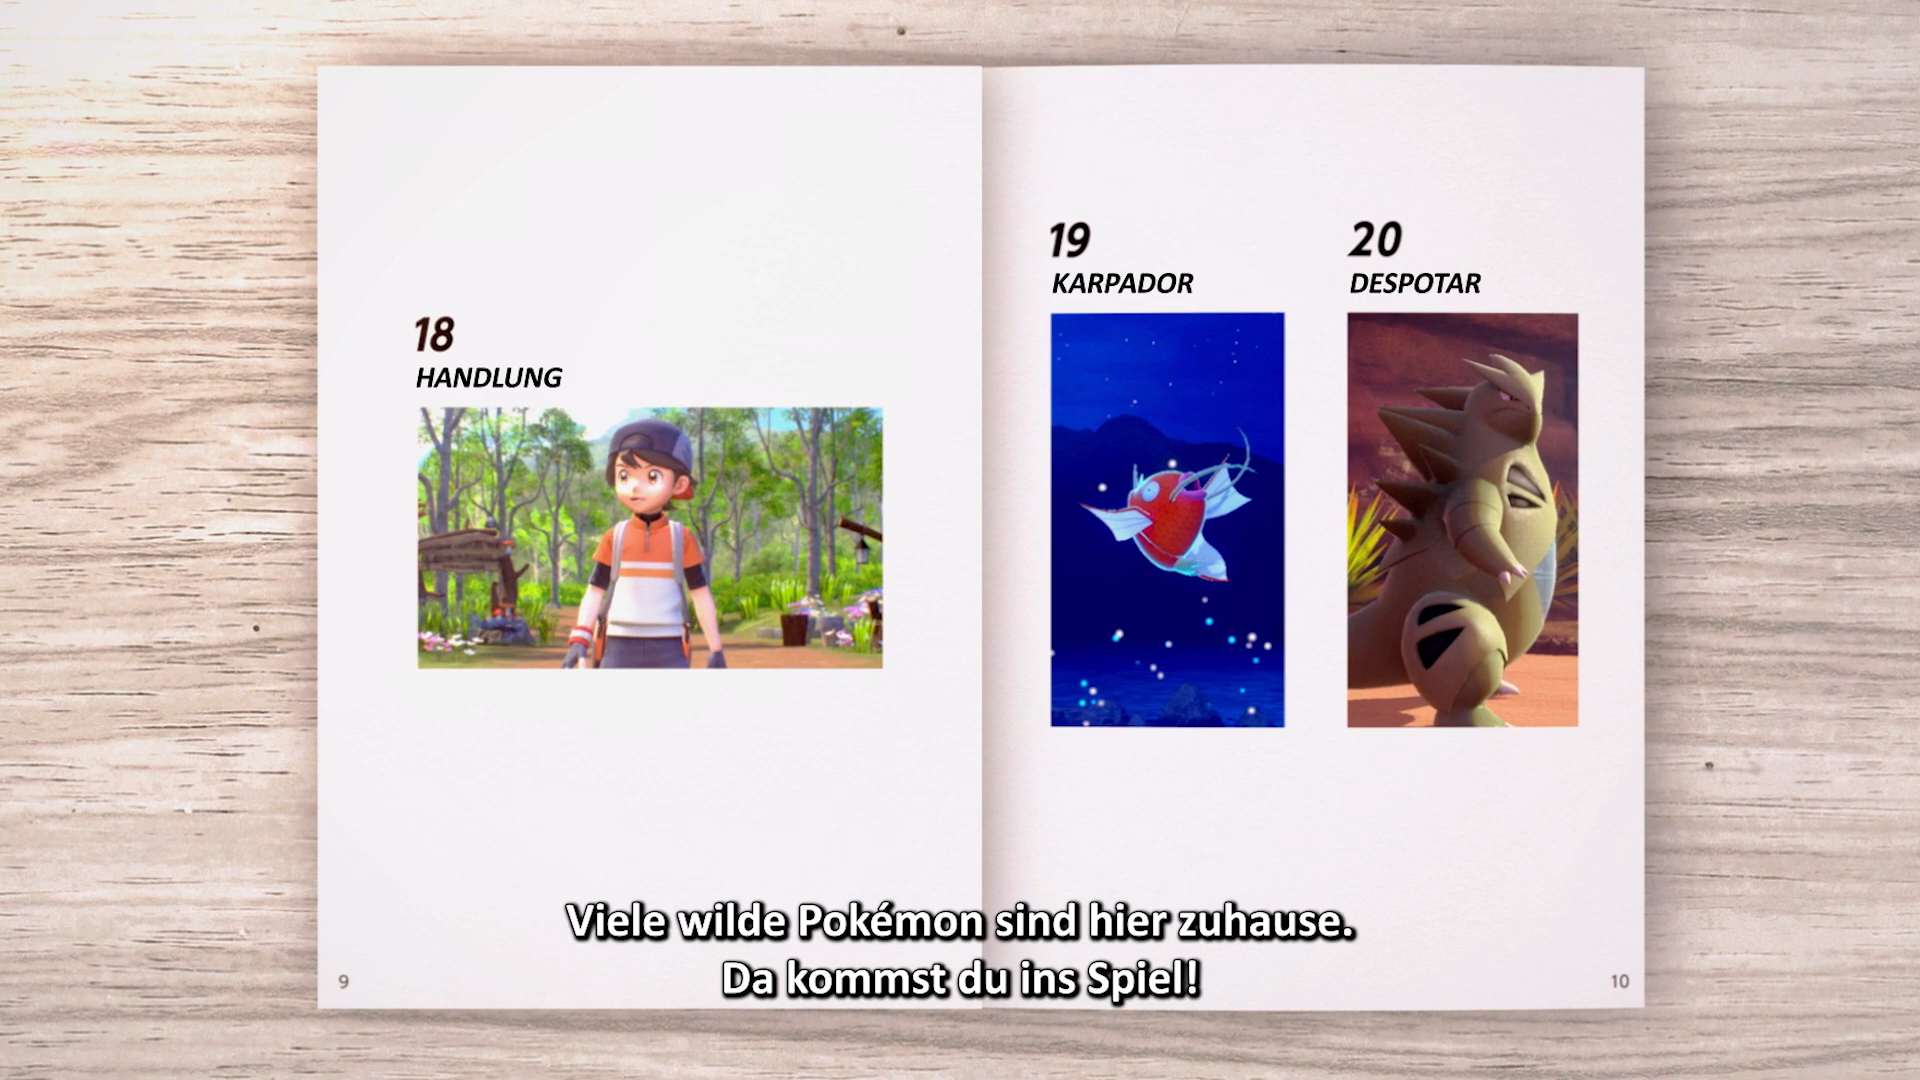 18
HANDLUNG
19
KARPADOR
20
DESPOTAR
Viele wilde Pokémon sind hier zuhause.
Da kommst du ins Spiel!
9
10